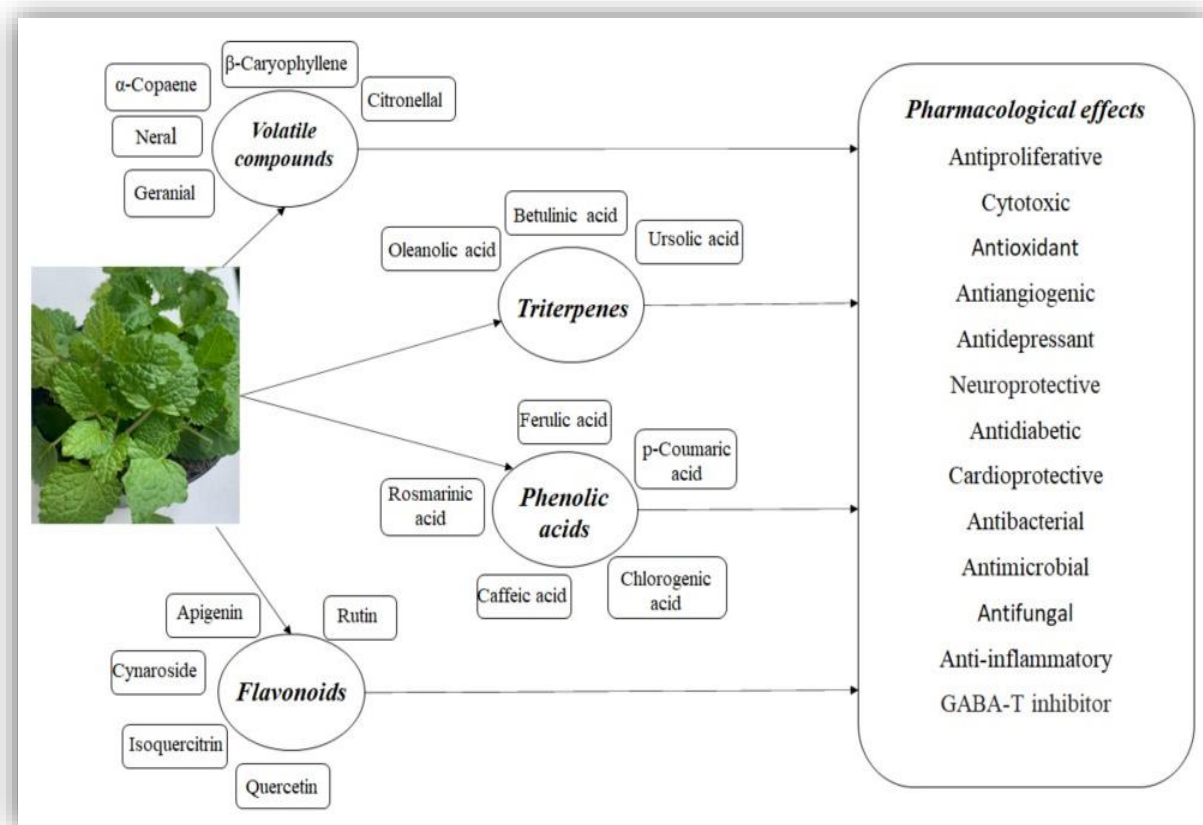 β-Caryophyllene
α-Copaene
Citronellal
Neral
Geranial
Volatile
compounds
Betulinic acid
Oleanolic acid
Ursolic acid
Triterpenes
Ferulic acid
p-Coumaric
acid
Rosmarinic
acid
Phenolic
acids
Caffeic acid
Chlorogenic
acid
Apigenin
Rutin
Cynaroside
Flavonoids
Isoquercitrin
Quercetin
Pharmacological effects
Antiproliferative
Cytotoxic
Antioxidant
Antiangiogenic
Antidepressant
Neuroprotective
Antidiabetic
Cardioprotective
Antibacterial
Antimicrobial
Antifungal
Anti-inflammatory
GABA-T inhibitor